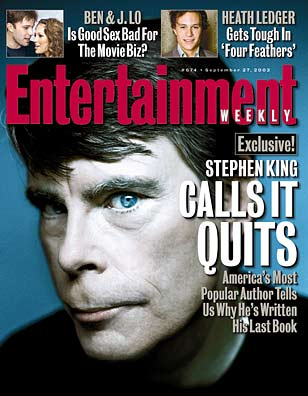 BEN & J. LO
Is Good Sex Bad For
The Movie Biz?
HEATH LEDGER
Gets Tough In
'Four Feathers'
#674 • September 27, 2002
Entertainment
WEEKLY
Exclusive!
STEPHEN KING
CALLS IT
QUITS
America's Most
Popular Author Tells
Us Why He's Written
His Last Book